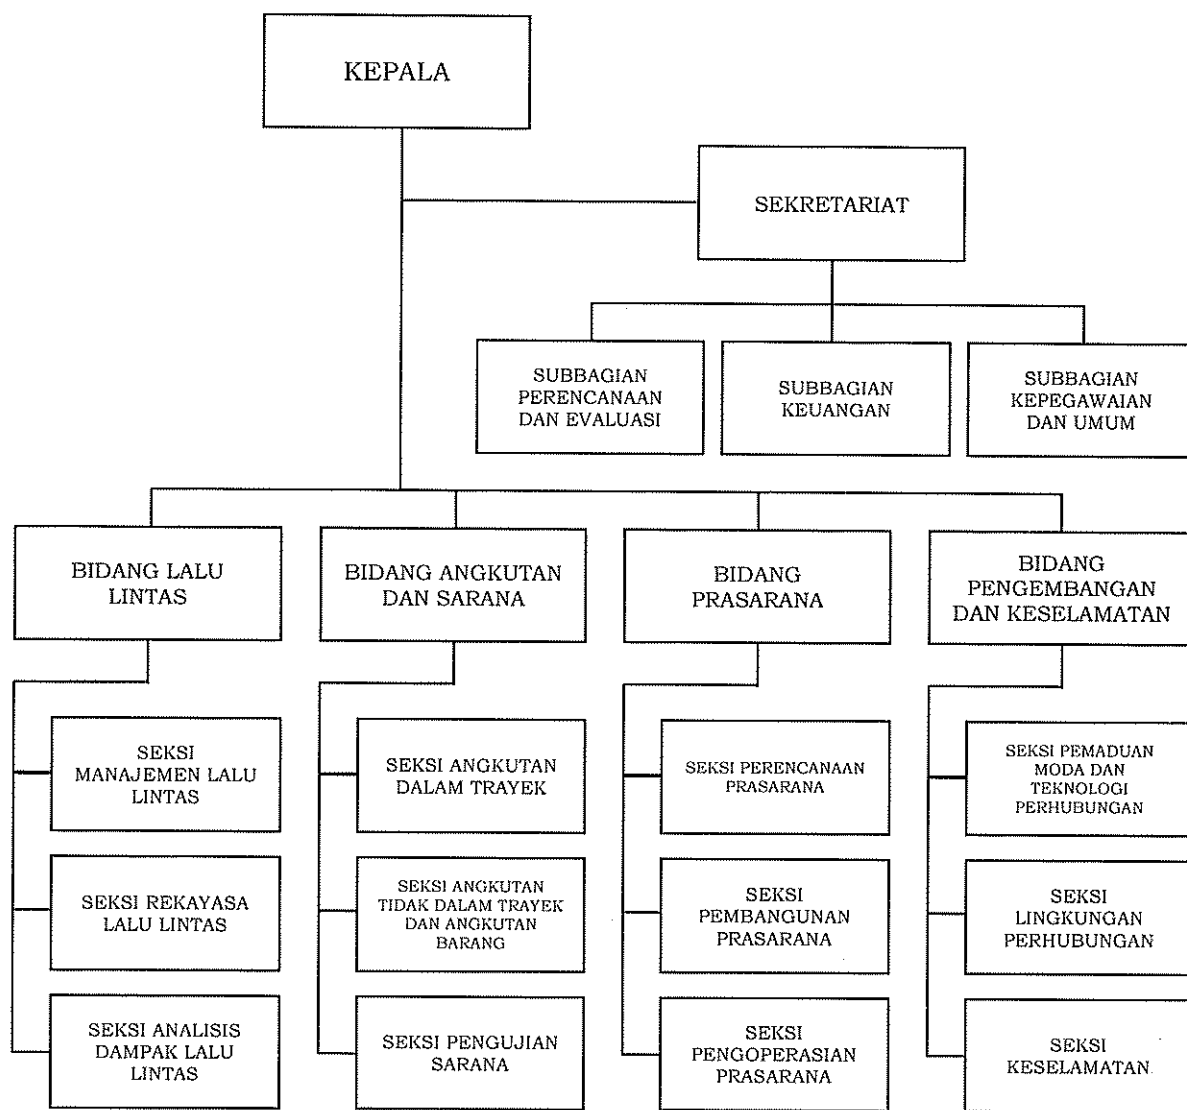 KEPALA
SEKRETARIAT
SUBBAGIAN
PERENCANAAN
DAN EVALUASI
SUBBAGIAN
KEUANGAN
SUBBAGIAN
KEPEGAWAIAN
DAN UMUM
BIDANG LALU
LINTAS
BIDANG ANGKUTAN
DAN SARANA
BIDANG
PRASARANA
BIDANG
PENGEMBANGAN
DAN KESELAMATAN
SEKSI
MANAJEMEN LALU
LINTAS
SEKSI ANGKUTAN
DALAM TRAYEK
SEKSI PERENCANAAN
PRASARANA
SEKSI PEMADUAN
MODA DAN
TEKNOLOGI
PERHUBUNGAN
SEKSI REKAYASA
LALU LINTAS
SEKSI ANGKUTAN
TIDAK DALAM TRAYEK
DAN ANGKUTAN
BARANG
SEKSI
PEMBANGUNAN
PRASARANA
SEKSI
LINGKUNGAN
PERHUBUNGAN
SEKSI ANALISIS
DAMPAK LALU
LINTAS
SEKSI PENGUJIAN
SARANA
SEKSI
PENGOPERASIAN
PRASARANA
SEKSI
KESELAMATAN